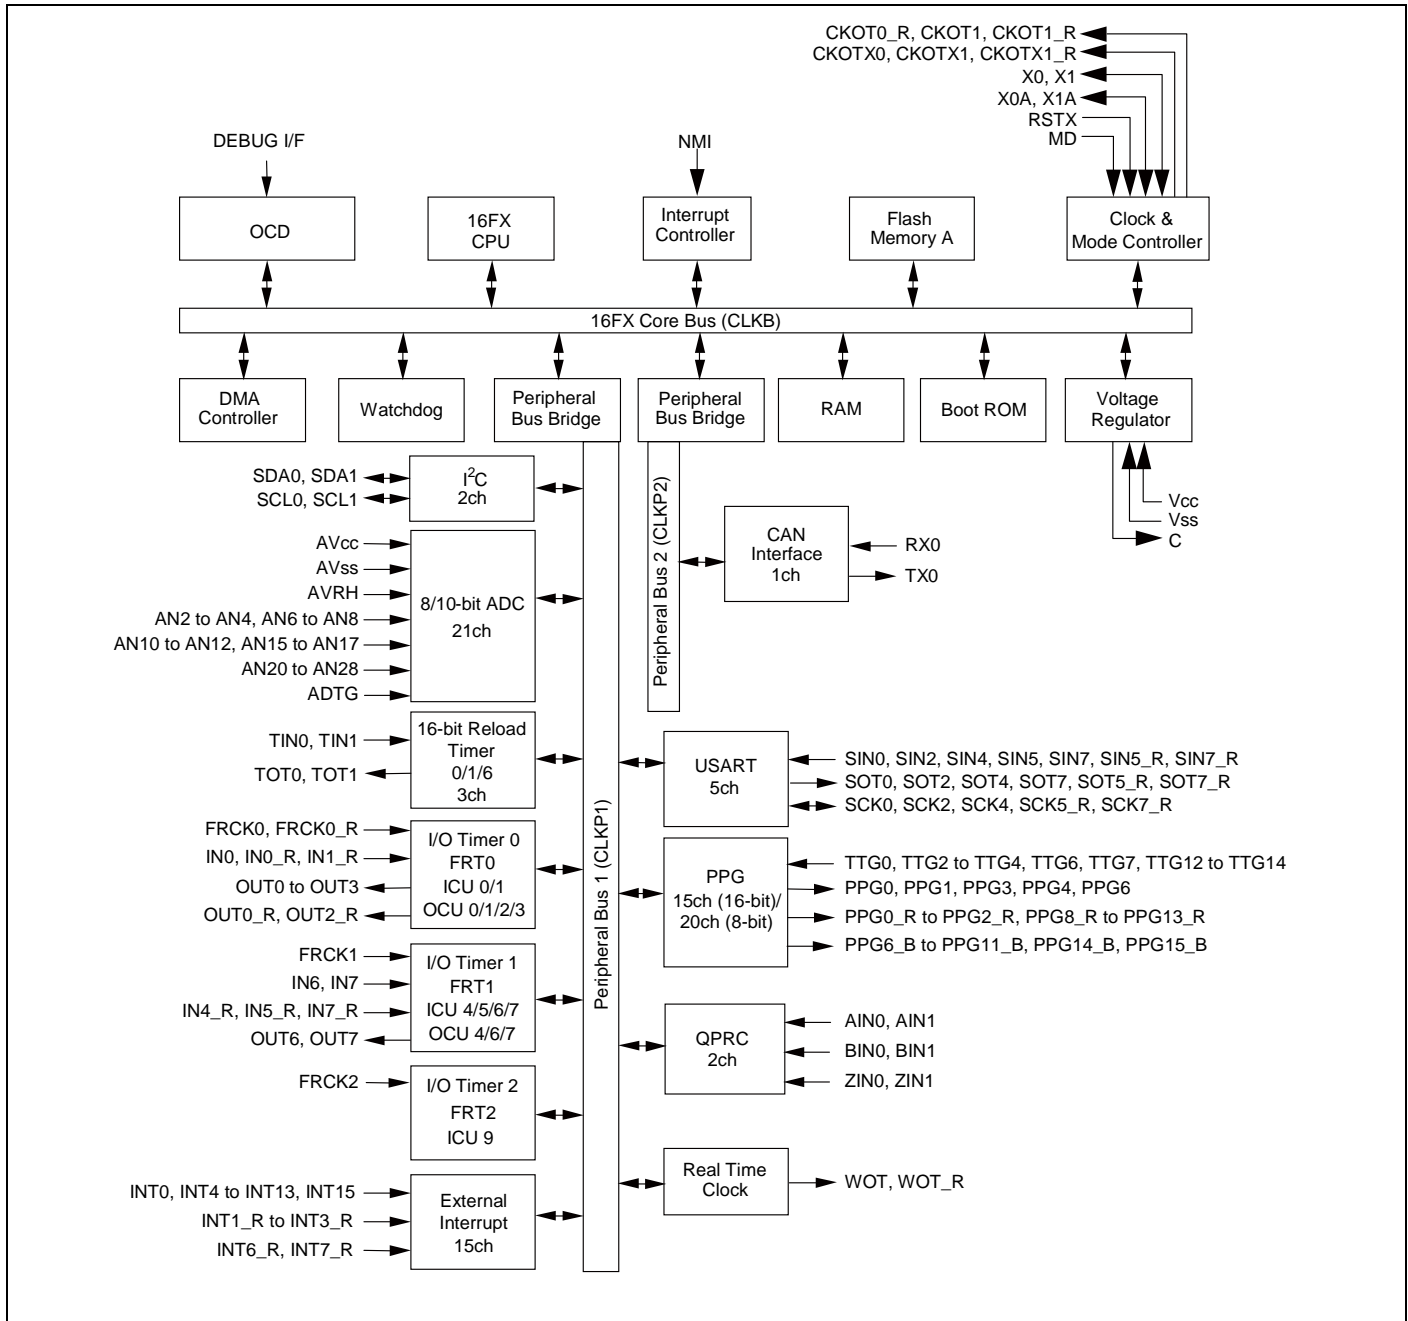 CKOT0_R, CKOT1, CKOT1_R
CKOTX0, CKOTX1, CKOTX1_R
X0, X1
X0A, X1A
RSTX
MD
DEBUG I/F
NMI
OCD
16FX
CPU
Interrupt
Controller
Flash
Memory A
Clock &
Mode Controller
16FX Core Bus (CLKB)
DMA
Controller
Watchdog
Peripheral
Bus Bridge
Peripheral
Bus Bridge
RAM
Boot ROM
Voltage
Regulator
Vcc
Vss
C
SDA0, SDA1
SCL0, SCL1
I2C
2ch
AVcc
AVss
AVRH
AN2 to AN4, AN6 to AN8
AN10 to AN12, AN15 to AN17
AN20 to AN28
ADTG
8/10-bit ADC
21ch
TIN0, TIN1
TOT0, TOT1
16-bit Reload
Timer
0/1/6
3ch
FRCK0, FRCK0_R
IN0, IN0_R, IN1_R
OUT0 to OUT3
OUT0_R, OUT2_R
I/O Timer 0
FRT0
ICU 0/1
OCU 0/1/2/3
FRCK1
IN6, IN7
IN4_R, IN5_R, IN7_R
OUT6, OUT7
I/O Timer 1
FRT1
ICU 4/5/6/7
OCU 4/6/7
FRCK2
I/O Timer 2
FRT2
ICU 9
INT0, INT4 to INT13, INT15
INT1_R to INT3_R
INT6_R, INT7_R
External
Interrupt
15ch
Peripheral Bus 1 (CLKP1)
Peripheral Bus 2 (CLKP2)
CAN
Interface
1ch
RX0
TX0
USART
5ch
SIN0, SIN2, SIN4, SIN5, SIN7, SIN5_R, SIN7_R
SOT0, SOT2, SOT4, SOT7, SOT5_R, SOT7_R
SCK0, SCK2, SCK4, SCK5_R, SCK7_R
PPG
15ch (16-bit)/
20ch (8-bit)
TTG0, TTG2 to TTG4, TTG6, TTG7, TTG12 to TTG14
PPG0, PPG1, PPG3, PPG4, PPG6
PPG0_R to PPG2_R, PPG8_R to PPG13_R
PPG6_B to PPG11_B, PPG14_B, PPG15_B
QPRC
2ch
AIN0, AIN1
BIN0, BIN1
ZIN0, ZIN1
Real Time
Clock
WOT, WOT_R